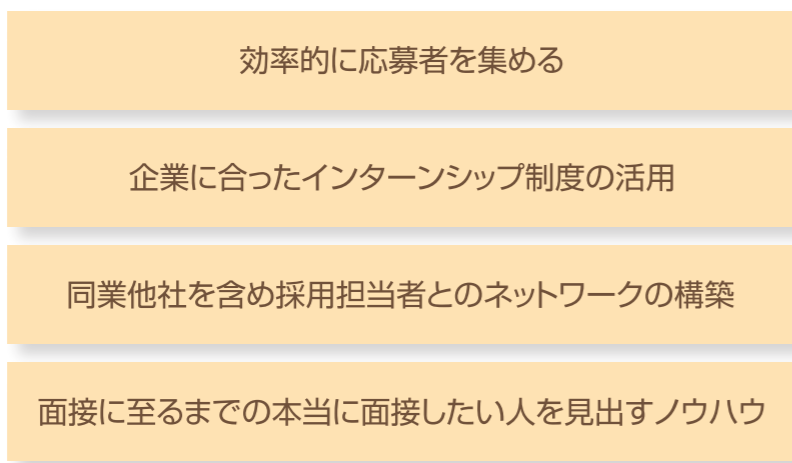 効率的に応募者を集める
企業に合ったインターンシップ制度の活用
同業他社を含め採用担当者とのネットワークの構築
面接に至るまでの本当に面接したい人を見出すノウハウ